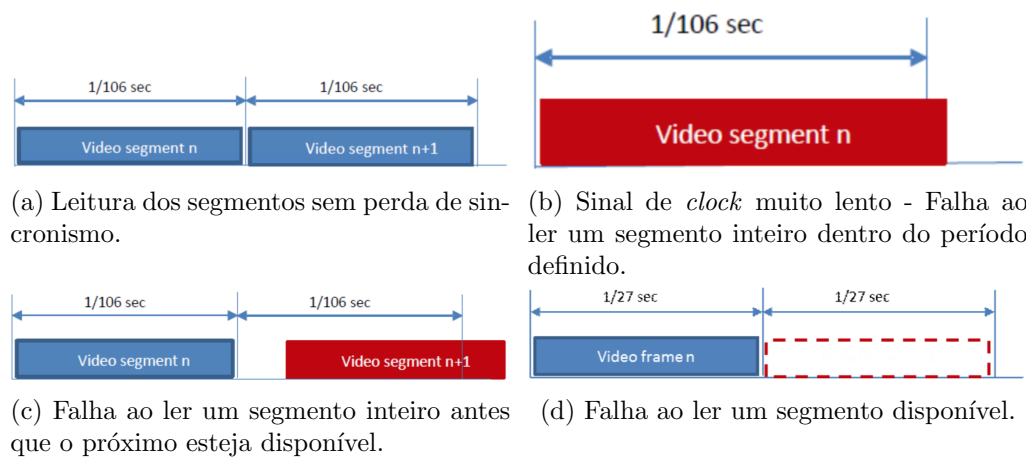 1/106 sec 1/106 sec
Video segment n Video segment n+1
(a) Leitura dos segmentos sem perda de sin-
cronismo.
1/106 sec
Video segment n
(b) Sinal de clock muito lento - Falha ao
ler um segmento inteiro dentro do período
definido.
1/106 sec 1/106 sec
Video segment n Video segment n+1
(c) Falha ao ler um segmento inteiro antes
que o próximo esteja disponível.
1/27 sec 1/27 sec
Video frame n
(d) Falha ao ler um segmento disponível.